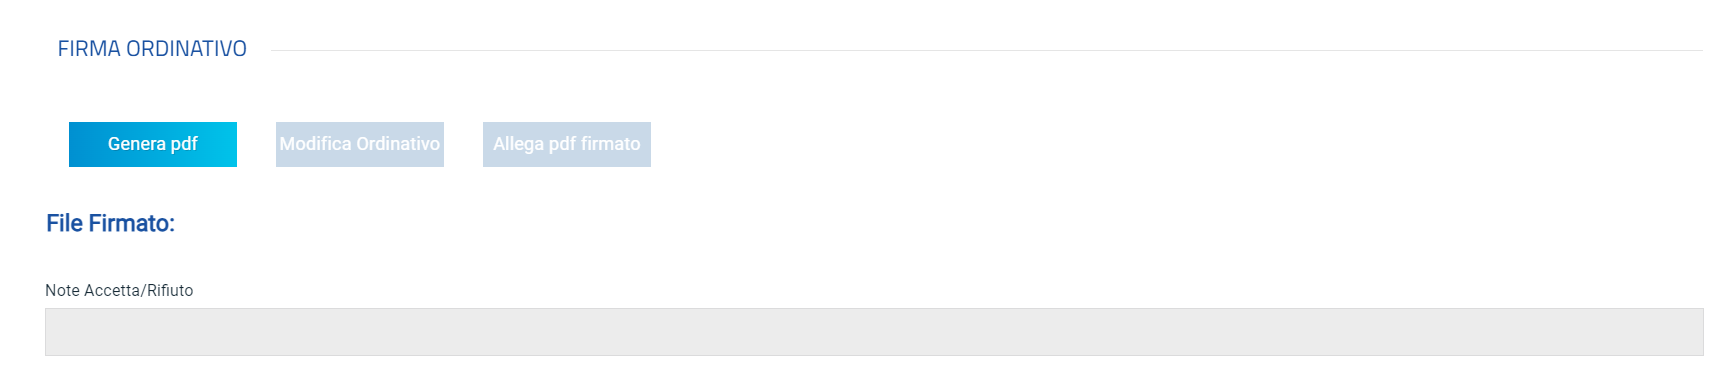 FIRMA ORDINATIVO
Genera pdf
Modifica Ordinativo
Allega pdf firmato
File Firmato:
Note Accetta/Rifiuto